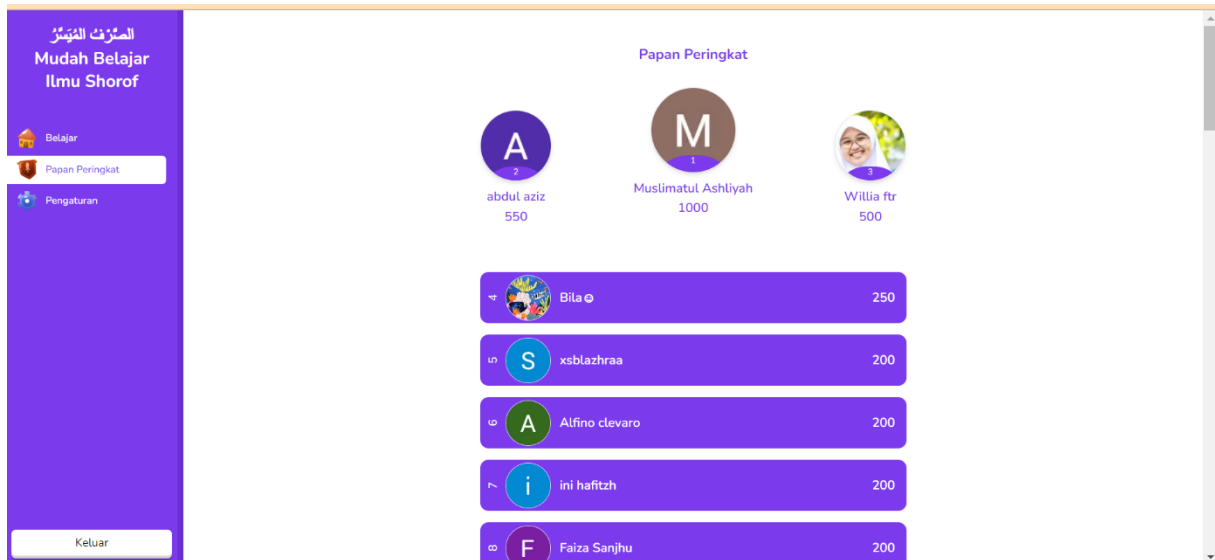 الصَّرْفُ المُيَسَّرُ
Mudah Belajar
Ilmu Shorof
Belajar
Papan Peringkat
Pengaturan
Keluar
Papan Peringkat
A
2
abdul aziz
550
M
1
Muslimatul Ashliyah
1000
3
Willia ftr
500
4 Bila☺ 250
5 S xsblazhraa 200
6 A Alfino clevaro 200
7 i ini hafitzh 200
8 F Faiza Sanjhu 200